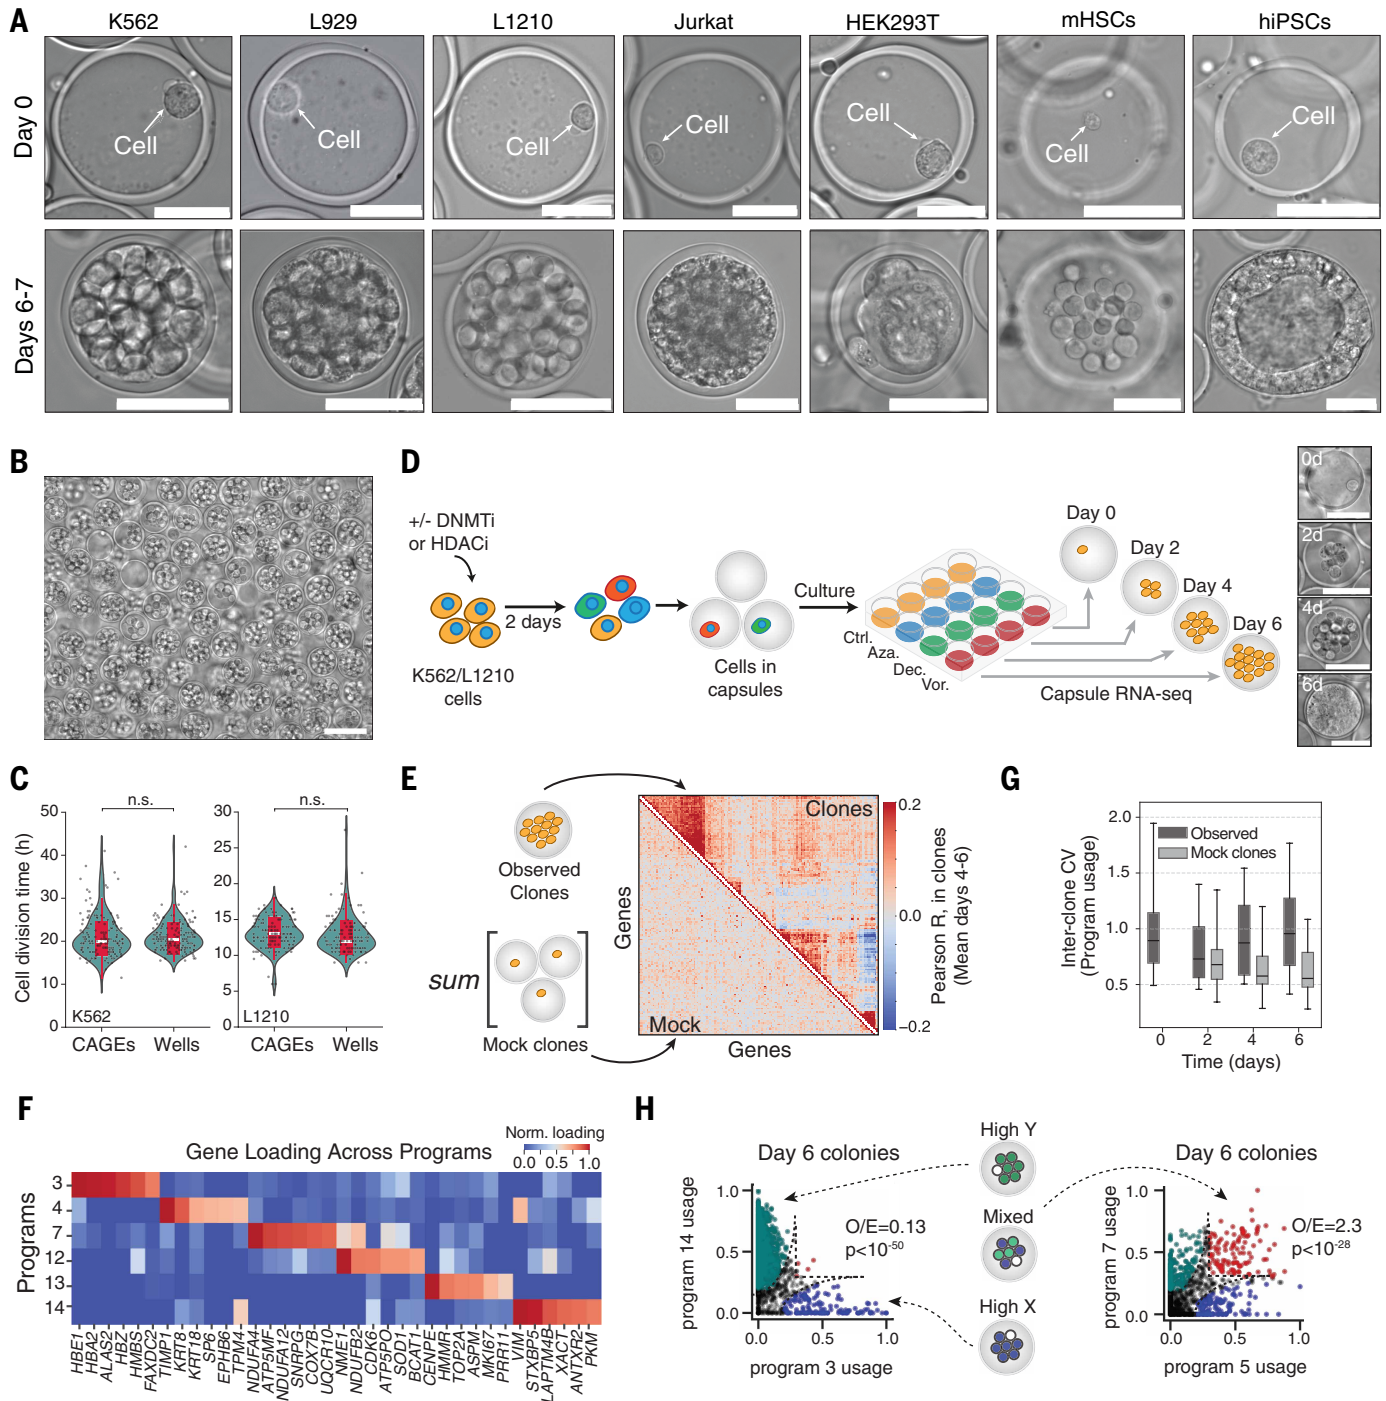 A
K562
L929
L1210
Jurkat
HEK293T
mHSCs
hiPSCs
Day 0
Cell
Cell
Cell
Cell
Cell
Cell
Cell
Days 6-7
B
D
+/- DNMTi
or HDACi
2 days
K562/L1210
cells
Cells in
capsules
Culture
Ctrl.
Aza.
Dec.
Vor.
Day 0
Day 2
Day 4
Day 6
Capsule RNA-seq
0d
2d
4d
6d
C
Cell division time (h)
50
40
30
20
10
0
n.s.
K562
CAGEs
Wells
30
25
20
15
10
5
0
n.s.
L1210
CAGEs
Wells
E
Observed
Clones
sum
Mock clones
Genes
Clones
Mock
Genes
0.2
0.0
−0.2
Pearson R, in clones
(Mean days 4-6)
G
Inter-clone CV
(Program usage)
2.0
1.5
1.0
0.5
Observed
Mock clones
0
2
4
6
Time (days)
F
Gene Loading Across Programs
Norm. loading
0.0
0.5
1.0
Programs
3
4
7
12
13
14
HBE1
HBA2
ALAS2
HBZ
HMBS
FAXDC2
TIMP1
KRT8
KRT18
SP6
EPHB6
TPM4
NDUFA4
ATP5MF
NDUFA12
SNRPG
COX7B
UQCR10
NME1
NDUFB2
CDK6
ATP5PO
SOD1
BCAT1
CENPE
HMMR
TOP2A
ASPM
MKI67
PRR11
VIM
STXBP5
LAPTM4B
XACT
ANTXR2
PKM
H
Day 6 colonies
program 14 usage
1.0
0.5
0.0
O/E=0.13
p<10-50
0.0
0.5
1.0
program 3 usage
High Y
Mixed
High X
Day 6 colonies
program 7 usage
1.0
0.5
0.0
O/E=2.3
p<10-28
0.0
0.5
1.0
program 5 usage